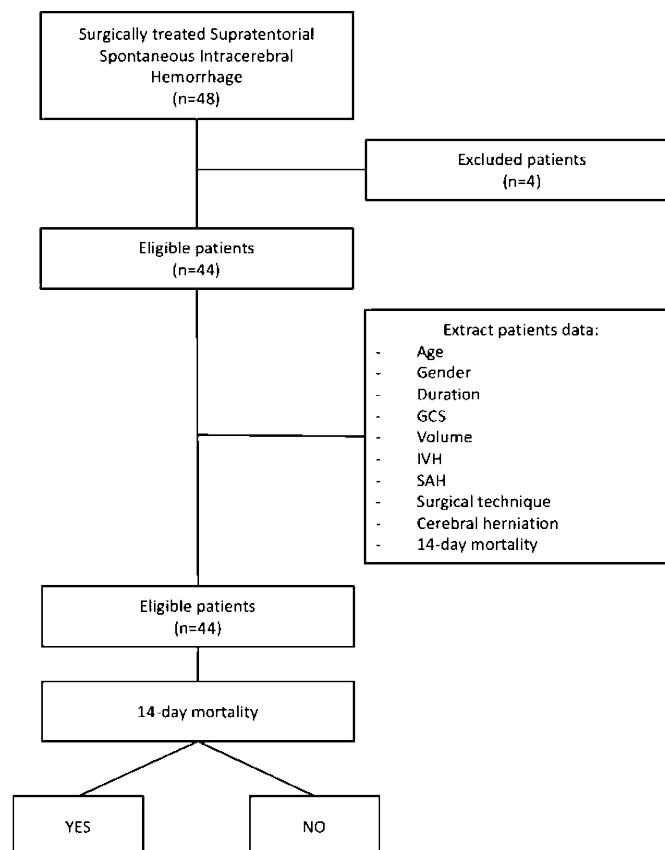 Surgically treated Supratentorial
Spontaneous Intracerebral
Hemorrhage
(n=48)
Excluded patients
(n=4)
Eligible patients
(n=44)
Extract patients data:
- Age
- Gender
- Duration
- GCS
- Volume
- IVH
- SAH
- Surgical technique
- Cerebral herniation
- 14-day mortality
Eligible patients
(n=44)
14-day mortality
YES
NO